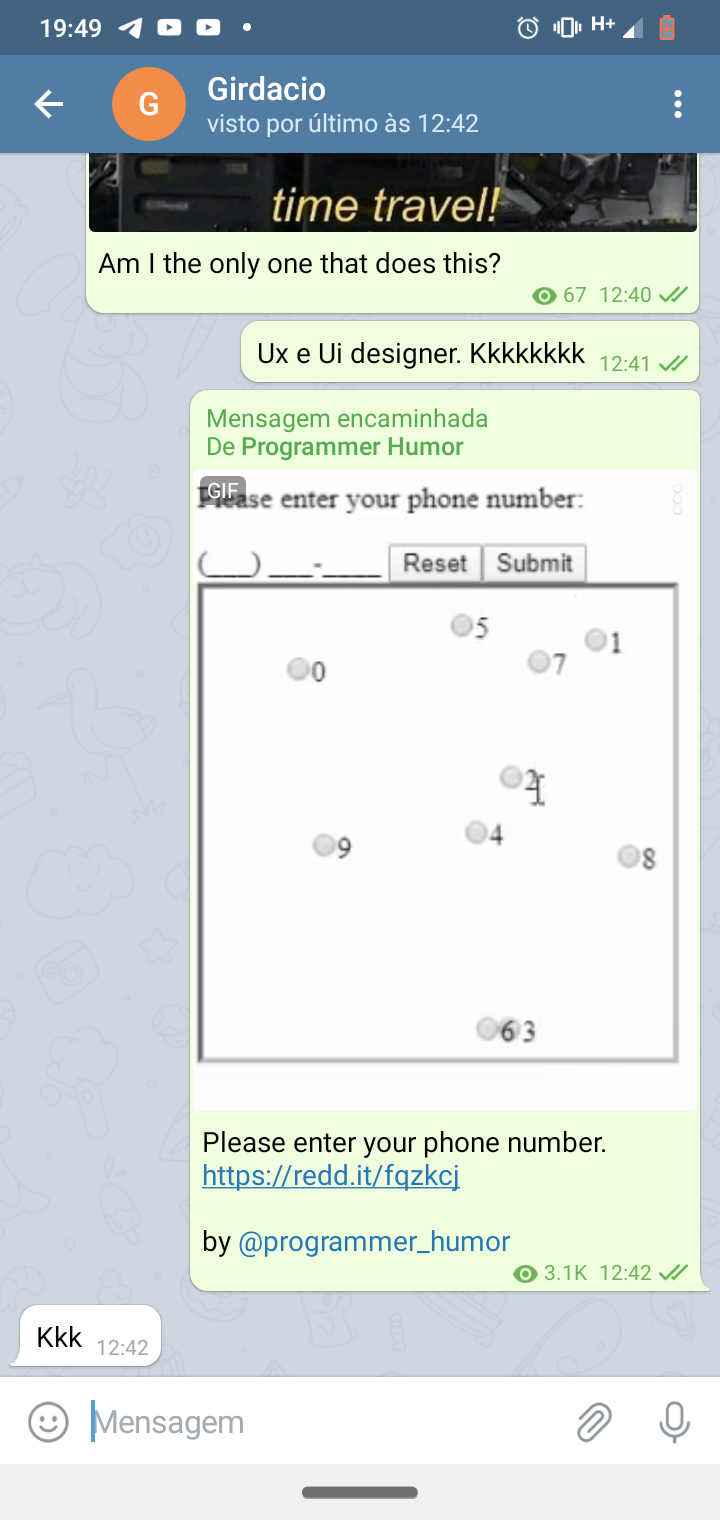 19:49
H+
G
Girdacio
visto por último às 12:42
time travel!
Am I the only one that does this?
67 12:40
Ux e Ui designer. Kkkkkkkk 12:41
Mensagem encaminhada
De Programmer Humor
GIF
Please enter your phone number:
(___) ___-____ Reset Submit
5
1
7
0
2
4
9
8
6 3
Please enter your phone number.
https://redd.it/fqzkcj
by @programmer_humor
3.1K 12:42
Kkk 12:42
Mensagem